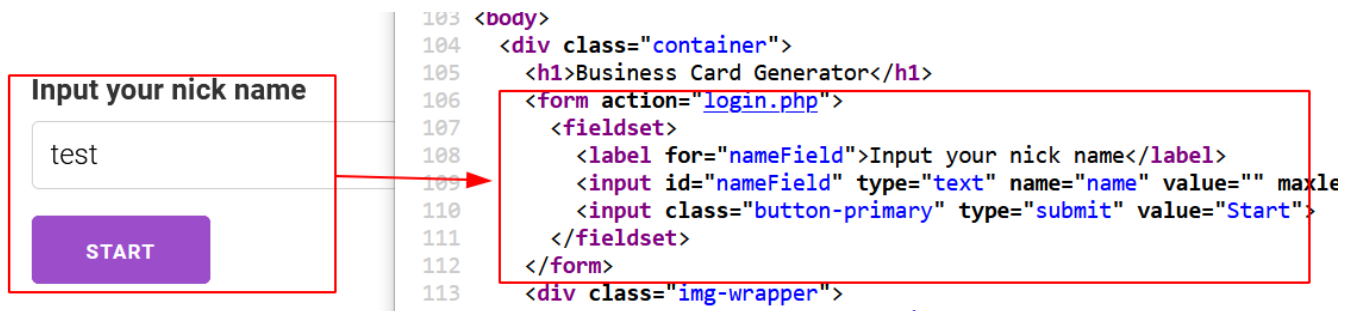 Input your nick name
test
START
103 <body>
104 <div class="container">
105 <h1>Business Card Generator</h1>
106 <form action="login.php">
107 <fieldset>
108 <label for="nameField">Input your nick name</label>
109 <input id="nameField" type="text" name="name" value="" maxle
110 <input class="button-primary" type="submit" value="Start">
111 </fieldset>
112 </form>
113 <div class="img-wrapper">